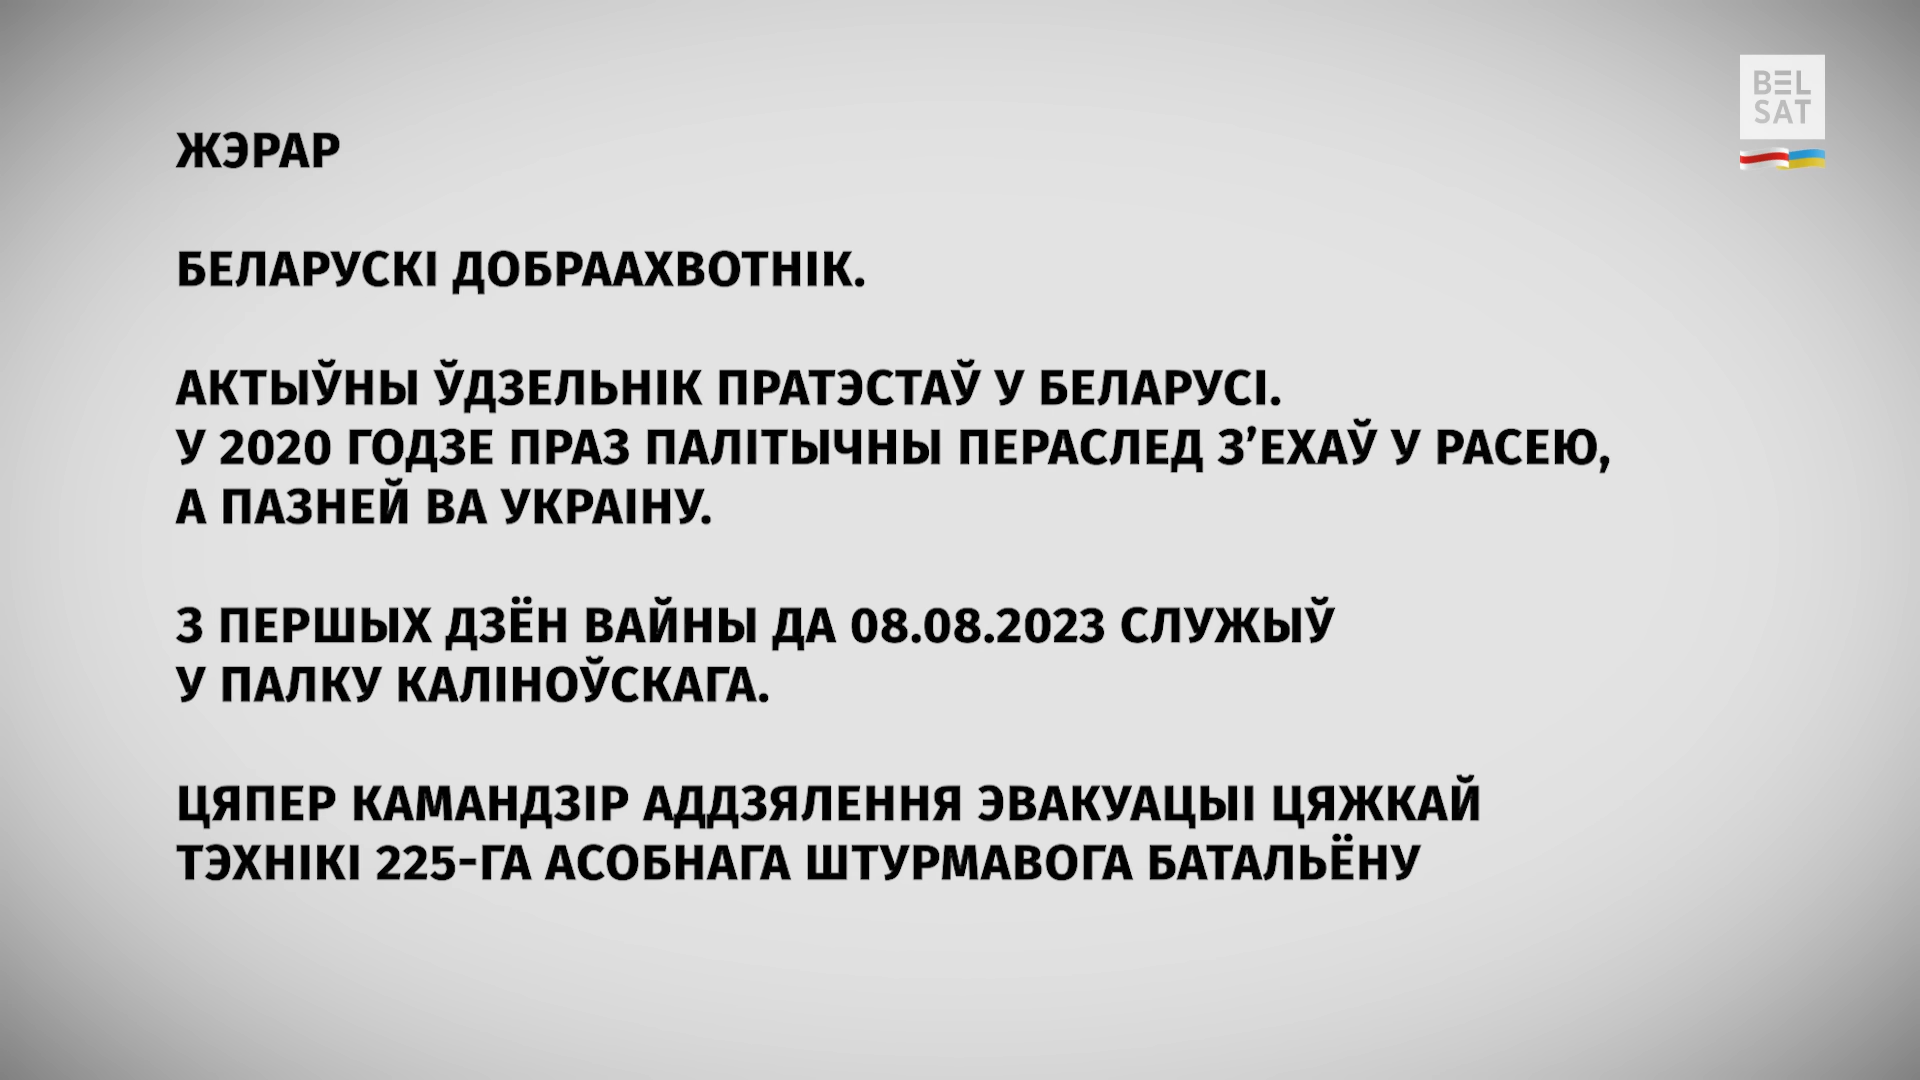 BEL
SAT
ЖЭРАР
БЕЛАРУСКІ ДОБРААХВОТНІК.
АКТЫЎНЫ ЎДЗЕЛЬНІК ПРАТЭСТАЎ У БЕЛАРУСІ.
У 2020 ГОДЗЕ ПРАЗ ПАЛІТЫЧНЫ ПЕРАСЛЕД З’ЕХАЎ У РАСЕЮ,
А ПАЗНЕЙ ВА УКРАІНУ.
З ПЕРШЫХ ДЗЁН ВАЙНЫ ДА 08.08.2023 СЛУЖЫЎ
У ПАЛКУ КАЛІНОЎСКАГА.
ЦЯПЕР КАМАНДЗІР АДДЗЯЛЕННЯ ЭВАКУАЦЫІ ЦЯЖКАЙ
ТЭХНІКІ 225-ГА АСОБНАГА ШТУРМАВОГА БАТАЛЬЁНУ